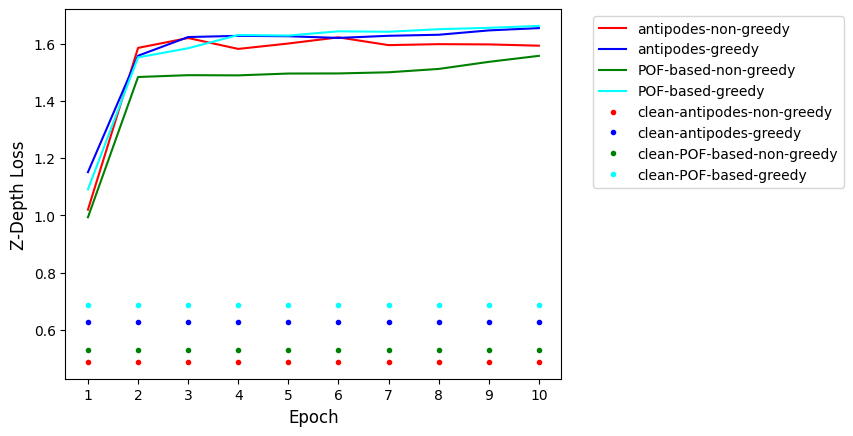 1.6
1.4
1.2
1.0
0.8
0.6
Z-Depth Loss
1 2 3 4 5 6 7 8 9 10
Epoch
antipodes-non-greedy
antipodes-greedy
POF-based-non-greedy
POF-based-greedy
clean-antipodes-non-greedy
clean-antipodes-greedy
clean-POF-based-non-greedy
clean-POF-based-greedy